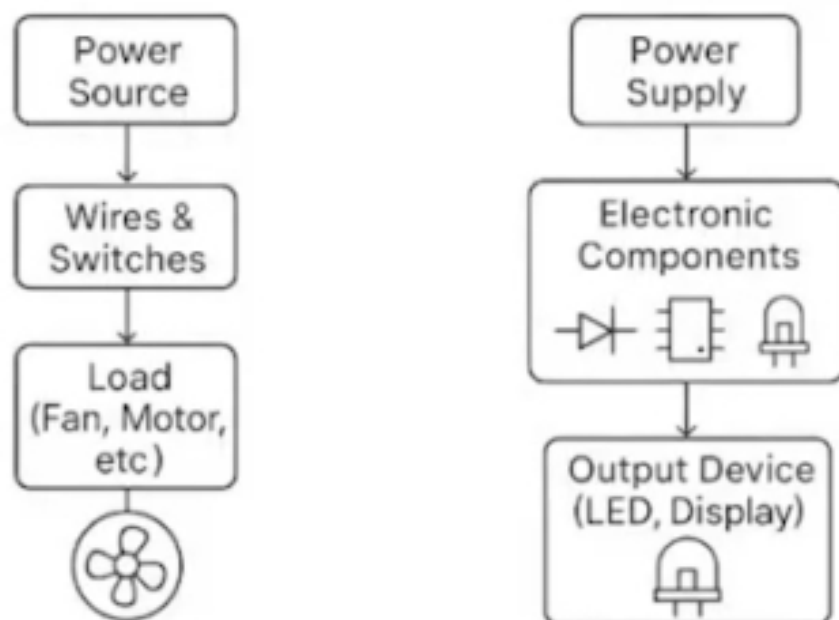 Power
Source
Wires &
Switches
Load
(Fan, Motor,
etc)
Power
Supply
Electronic
Components
Output Device
(LED, Display)